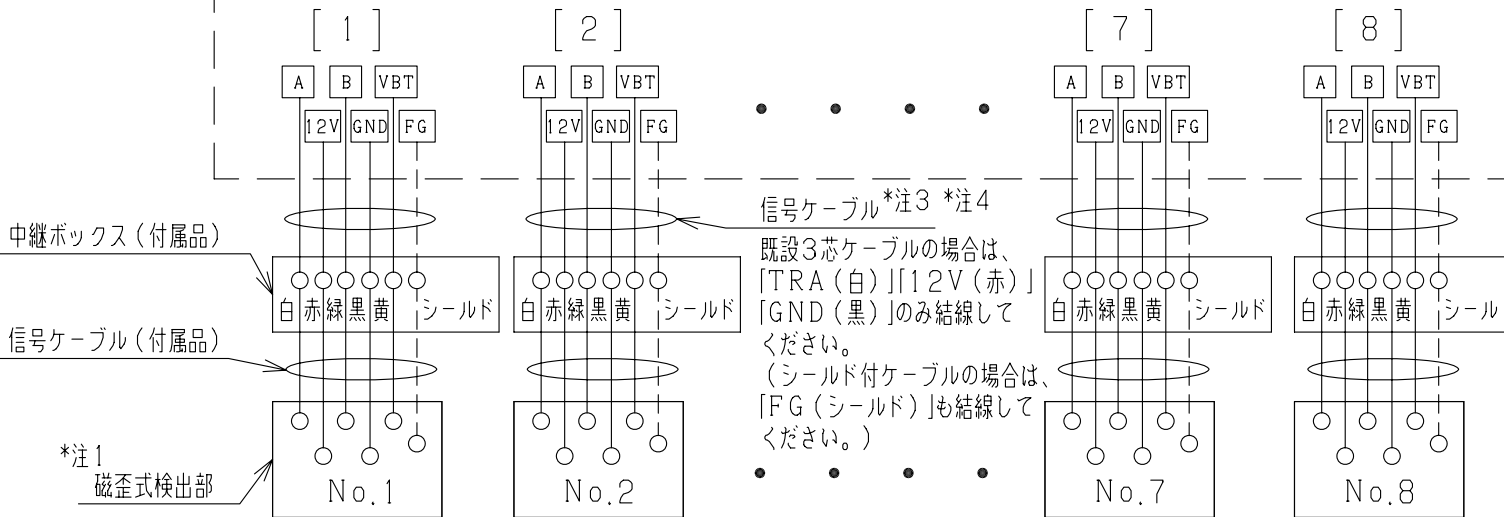 [ 1 ] [ 2 ] [ 7 ] [ 8 ]
A B VBT A B VBT A B VBT A B VBT
12V GND FG 12V GND FG 12V GND FG 12V GND FG
信号ケーブル*注3 *注4
既設3芯ケーブルの場合は、
「TRA(白)」「12V(赤)」
「GND(黒)」のみ結線して
ください。
(シールド付ケーブルの場合は、
「FG(シールド)」も結線して
ください。)
中継ボックス(付属品)
白 赤 緑 黒 黄 シールド 白 赤 緑 黒 黄 シールド 白 赤 緑 黒 黄 シールド 白 赤 緑 黒 黄 シール
信号ケーブル(付属品)
*注1
磁歪式検出部
No.1 No.2 No.7 No.8